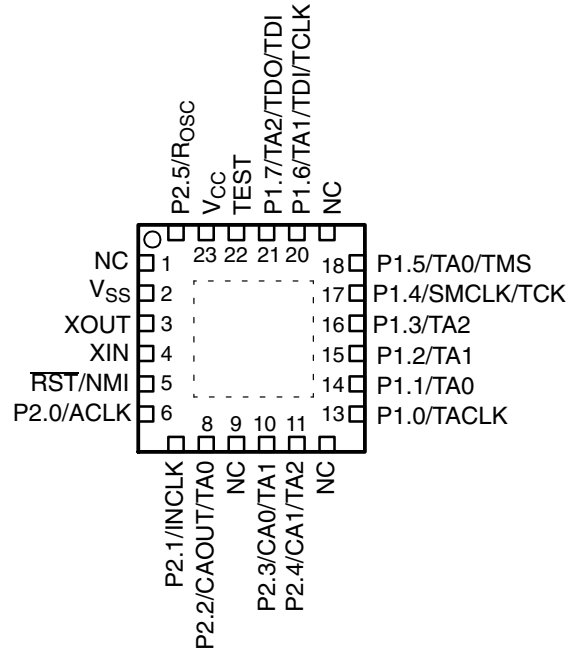 P2.5/ROSC
VCC
TEST
P1.7/TA2/TDO/TDI
P1.6/TA1/TDI/TCLK
NC
23 22 21 20
NC 1
VSS 2
XOUT 3
XIN 4
RST/NMI 5
P2.0/ACLK 6
18 P1.5/TA0/TMS
17 P1.4/SMCLK/TCK
16 P1.3/TA2
15 P1.2/TA1
14 P1.1/TA0
13 P1.0/TACLK
8 9 10 11
P2.1/INCLK
P2.2/CAOUT/TA0
NC
P2.3/CA0/TA1
P2.4/CA1/TA2
NC